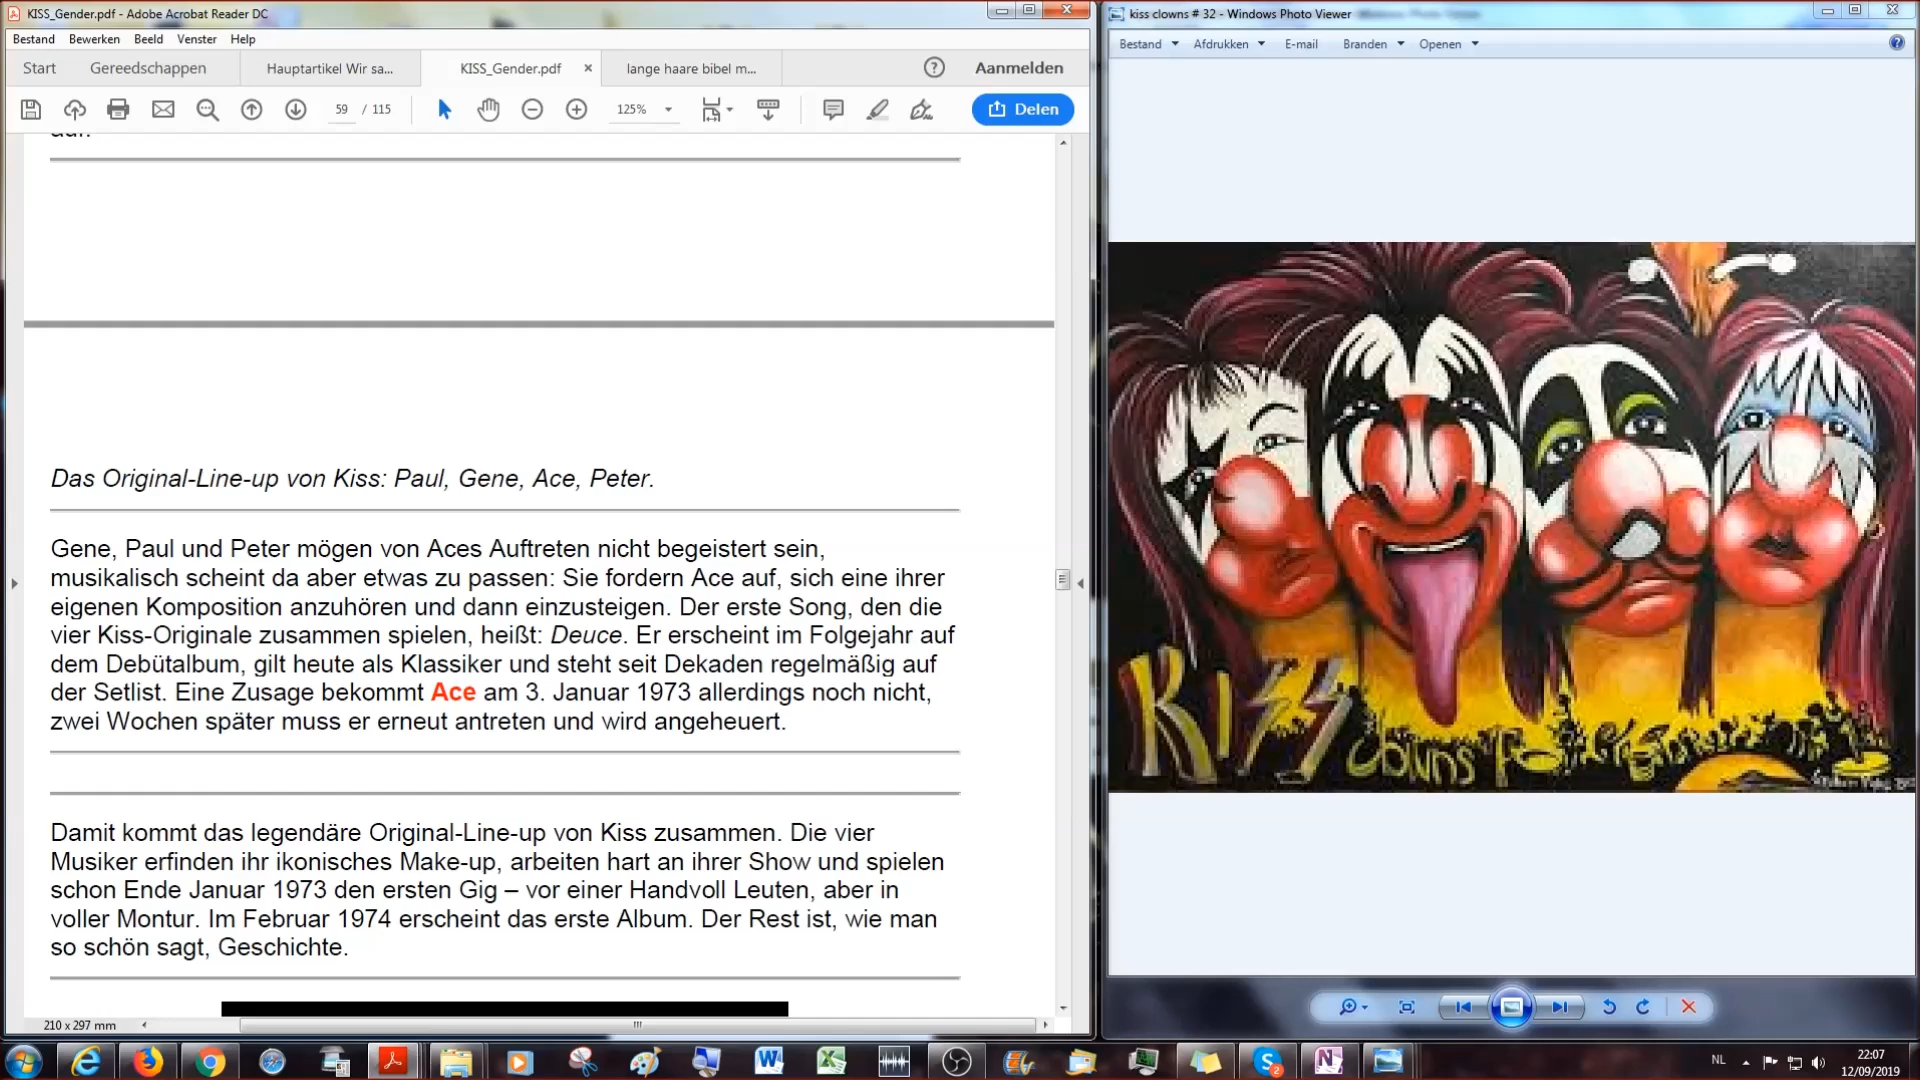 KISS_Gender.pdf - Adobe Acrobat Reader DC
Bestand Bewerken Beeld Venster Help
Start Gereedschappen Hauptartikel Wir sa... KISS_Gender.pdf lange haare bibel m... Aanmelden
59 / 115 125% Delen
auf.
Das Original-Line-up von Kiss: Paul, Gene, Ace, Peter.
Gene, Paul und Peter mögen von Aces Auftreten nicht begeistert sein,
musikalisch scheint da aber etwas zu passen: Sie fordern Ace auf, sich eine ihrer
eigenen Komposition anzuhören und dann einzusteigen. Der erste Song, den die
vier Kiss-Originale zusammen spielen, heißt: Deuce. Er erscheint im Folgejahr auf
dem Debütalbum, gilt heute als Klassiker und steht seit Dekaden regelmäßig auf
der Setlist. Eine Zusage bekommt Ace am 3. Januar 1973 allerdings noch nicht,
zwei Wochen später muss er erneut antreten und wird angeheuert.
Damit kommt das legendäre Original-Line-up von Kiss zusammen. Die vier
Musiker erfinden ihr ikonisches Make-up, arbeiten hart an ihrer Show und spielen
schon Ende Januar 1973 den ersten Gig – vor einer Handvoll Leuten, aber in
voller Montur. Im Februar 1974 erscheint das erste Album. Der Rest ist, wie man
so schön sagt, Geschichte.
210 x 297 mm
kiss clowns # 32 - Windows Photo Viewer
Bestand Afdrukken E-mail Branden Openen
KISS
NL
22:07
12/09/2019